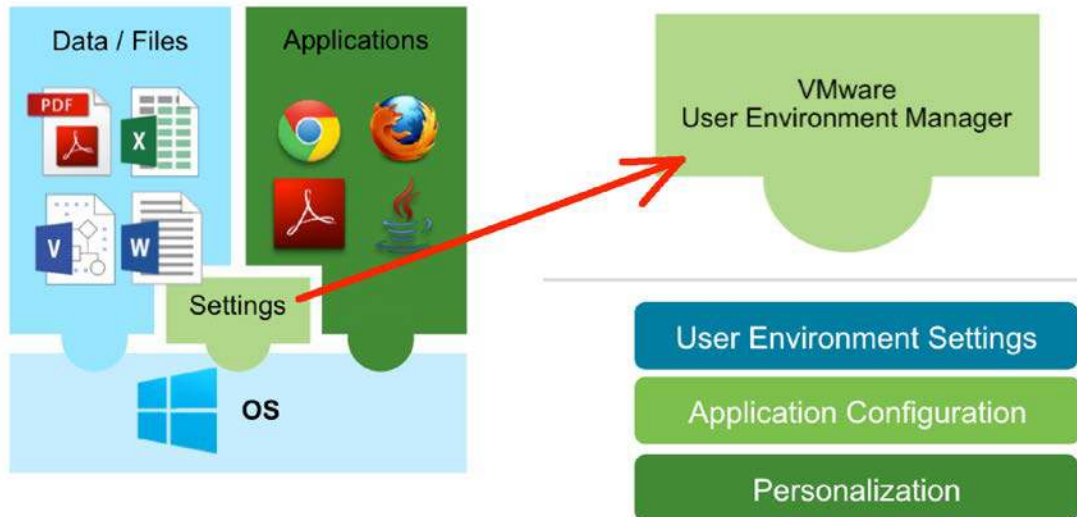 Data / Files
Applications
PDF
X
V
W
Settings
OS
VMware
User Environment Manager
User Environment Settings
Application Configuration
Personalization